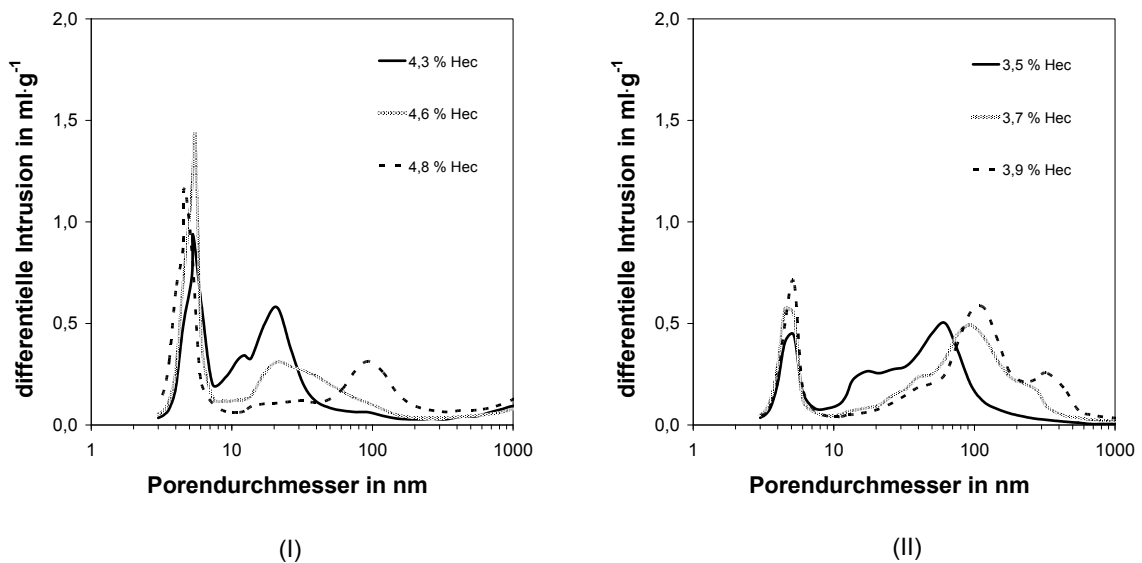 differentielle Intrusion in ml·g-1
2,0
1,5
1,0
0,5
0,0
1
10
100
1000
Porendurchmesser in nm
4,3 % Hec
4,6 % Hec
4,8 % Hec
(I)
differentielle Intrusion in ml·g-1
2,0
1,5
1,0
0,5
0,0
1
10
100
1000
Porendurchmesser in nm
3,5 % Hec
3,7 % Hec
3,9 % Hec
(II)